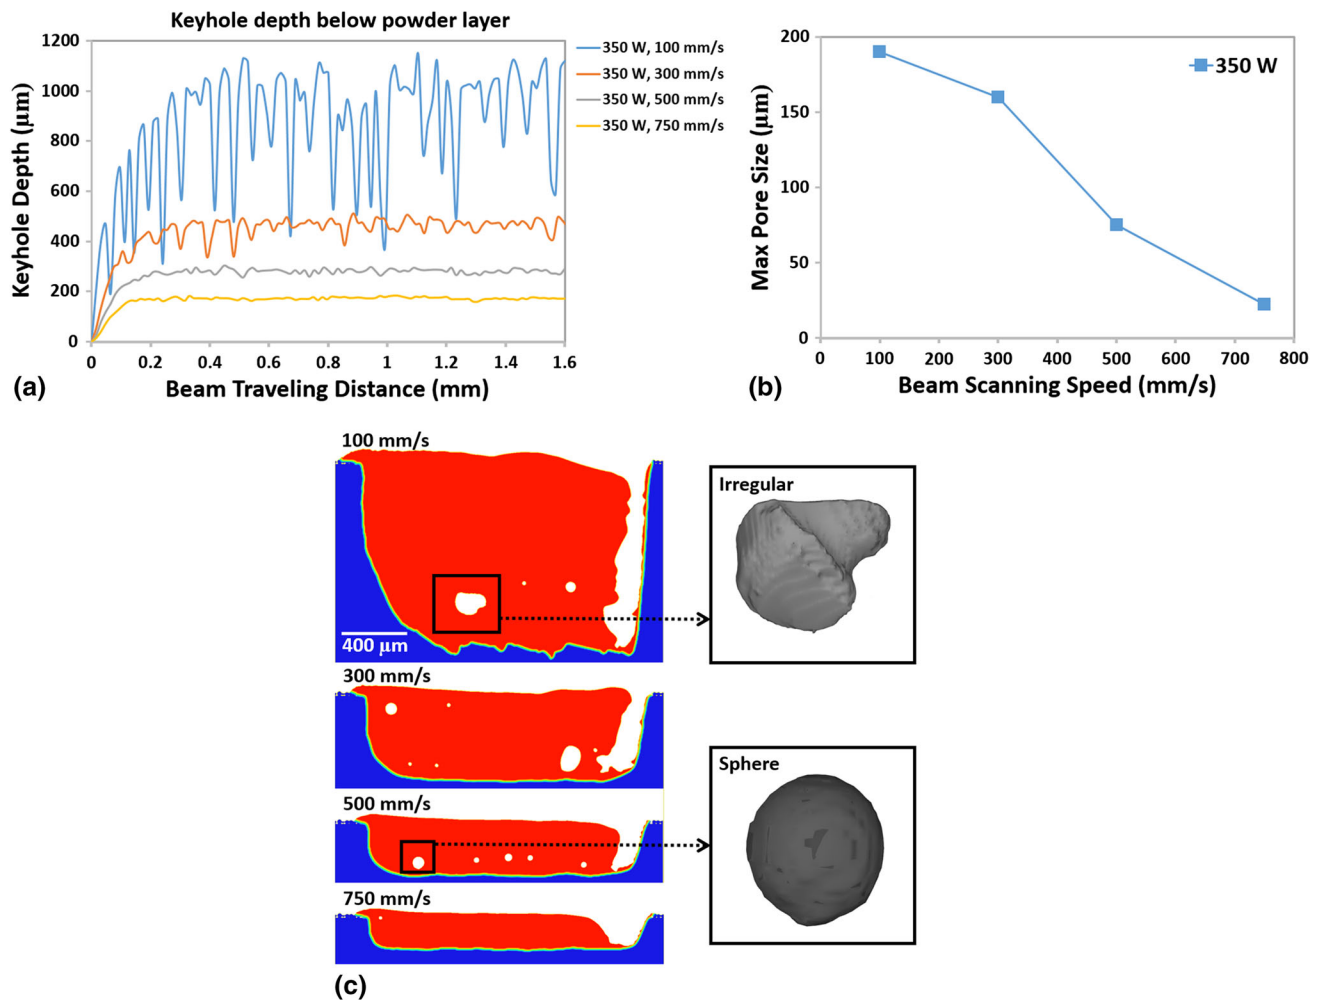 Keyhole depth below powder layer
1200
1000
800
600
400
200
0
Keyhole Depth (μm)
0 0.2 0.4 0.6 0.8 1 1.2 1.4 1.6
Beam Traveling Distance (mm)
350 W, 100 mm/s
350 W, 300 mm/s
350 W, 500 mm/s
350 W, 750 mm/s
(a)
200
150
100
50
0
Max Pore Size (μm)
350 W
0 100 200 300 400 500 600 700 800
Beam Scanning Speed (mm/s)
(b)
100 mm/s
400 μm
Irregular
300 mm/s
500 mm/s
Sphere
750 mm/s
(c)